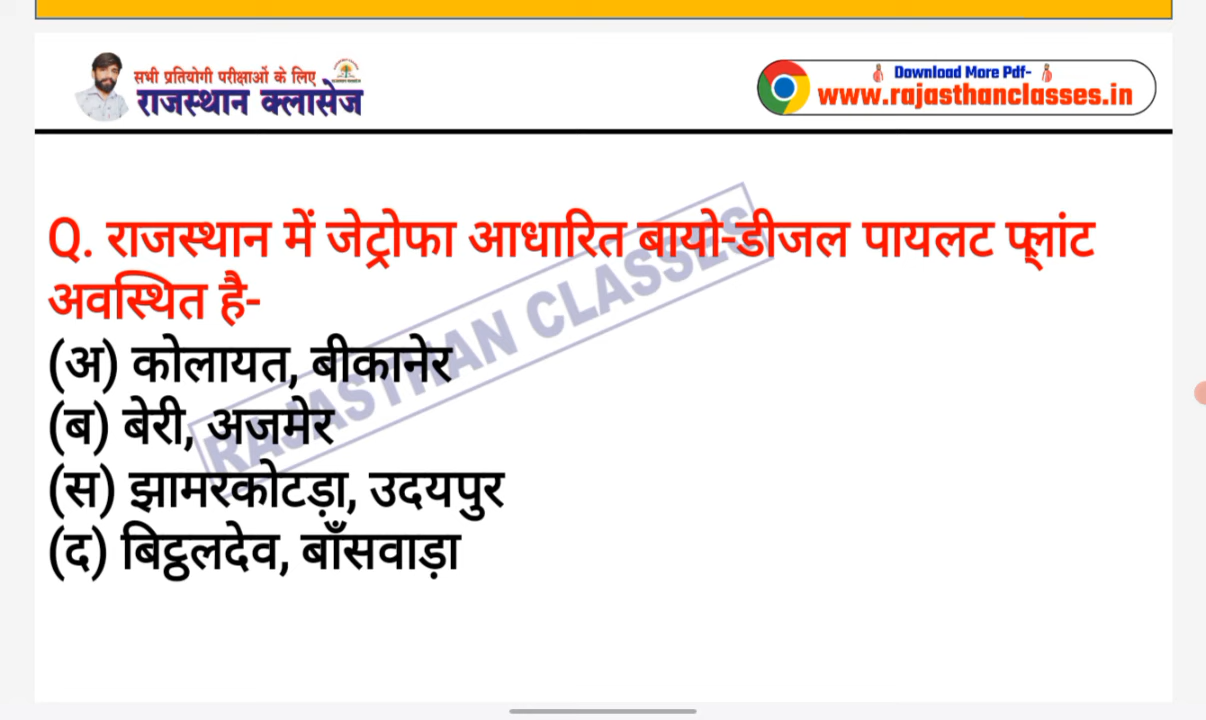 सभी प्रतियोगी परीक्षाओं के लिए
राजस्थान क्लासेज
Download More Pdf-
www.rajasthanclasses.in
Q. राजस्थान में जेट्रोफा आधारित बायो-डीजल पायलट प्लांट
अवस्थित है-
(अ) कोलायत, बीकानेर
(ब) बेरी, अजमेर
(स) झामरकोटड़ा, उदयपुर
(द) बिट्ठलदेव, बाँसवाड़ा
RAJASTHAN CLASSES